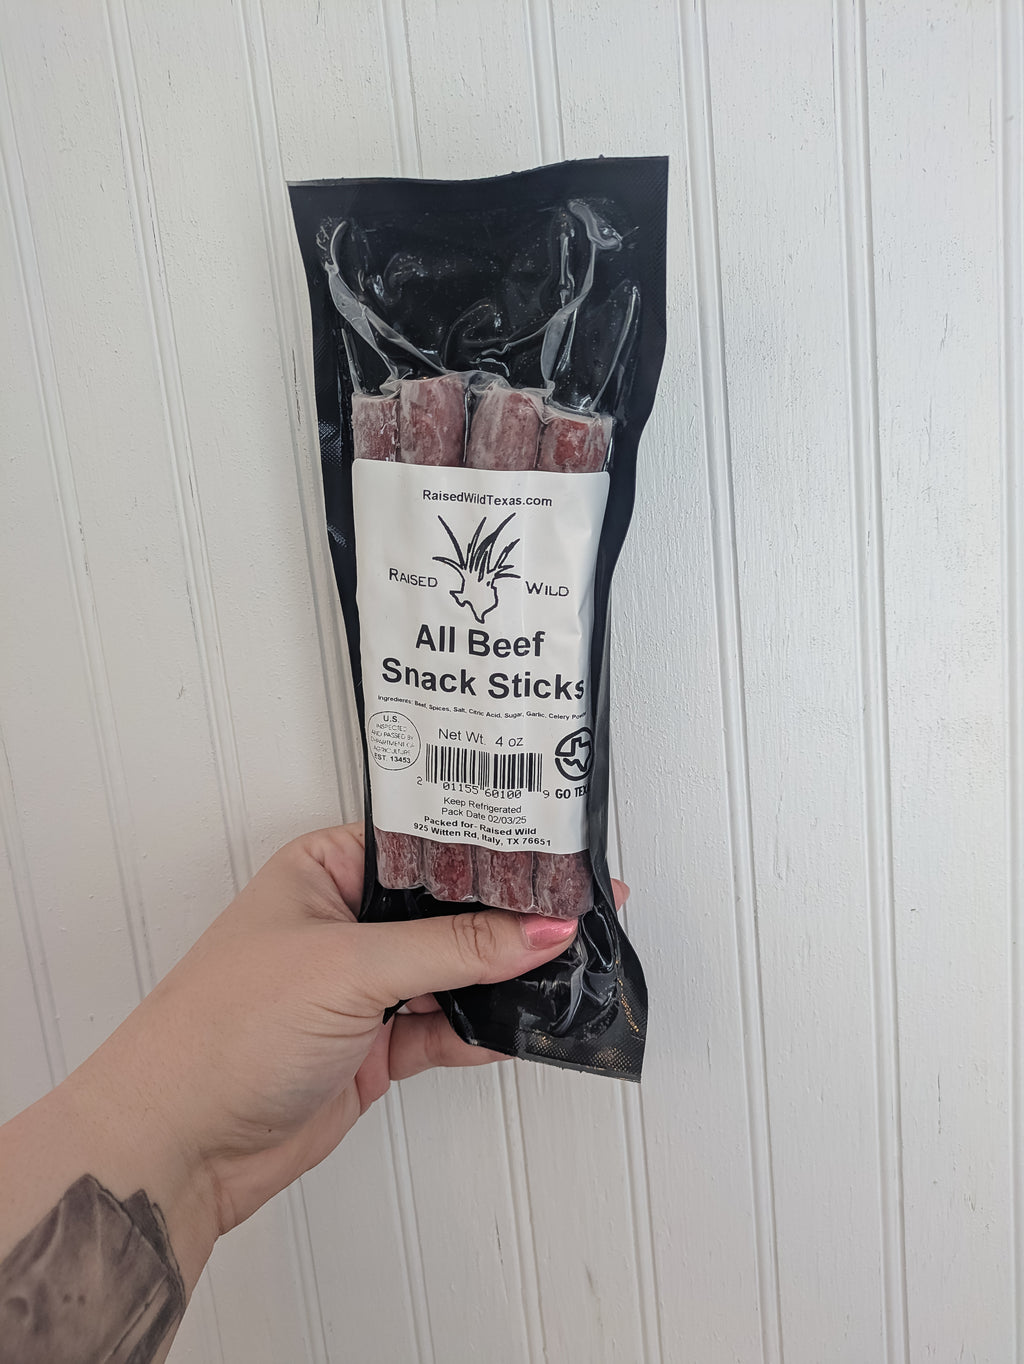 RaisedWildTexas.com
RAISED WILD
All Beef
Snack Sticks
Ingredients: Beef, Spices, Salt, Citric Acid, Sugar, Garlic, Celery
U.S.
INSPECTED
AND PASSED BY
DEPARTMENT OF
AGRICULTURE
EST. 13453
Net Wt. 4 oz
2 01155 60100 9
GO
Keep Refrigerated
Pack Date 02/03/25
Packed for- Raised Wild
925 Witten Rd, Italy, TX 76651